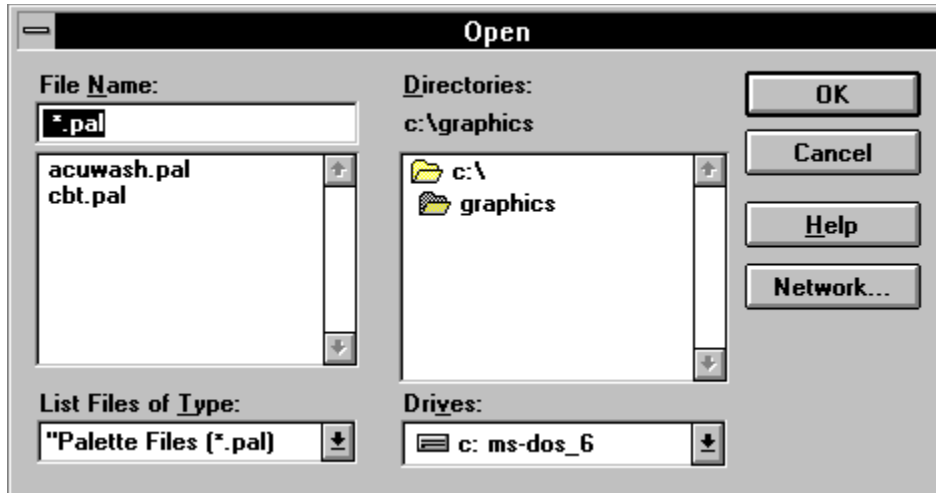 Open
File Name:
*.pal
acuwash.pal
cbt.pal
List Files of Type:
"Palette Files (*.pal)
Directories:
c:\graphics
c:\
graphics
Drives:
c: ms-dos_6
OK
Cancel
Help
Network...